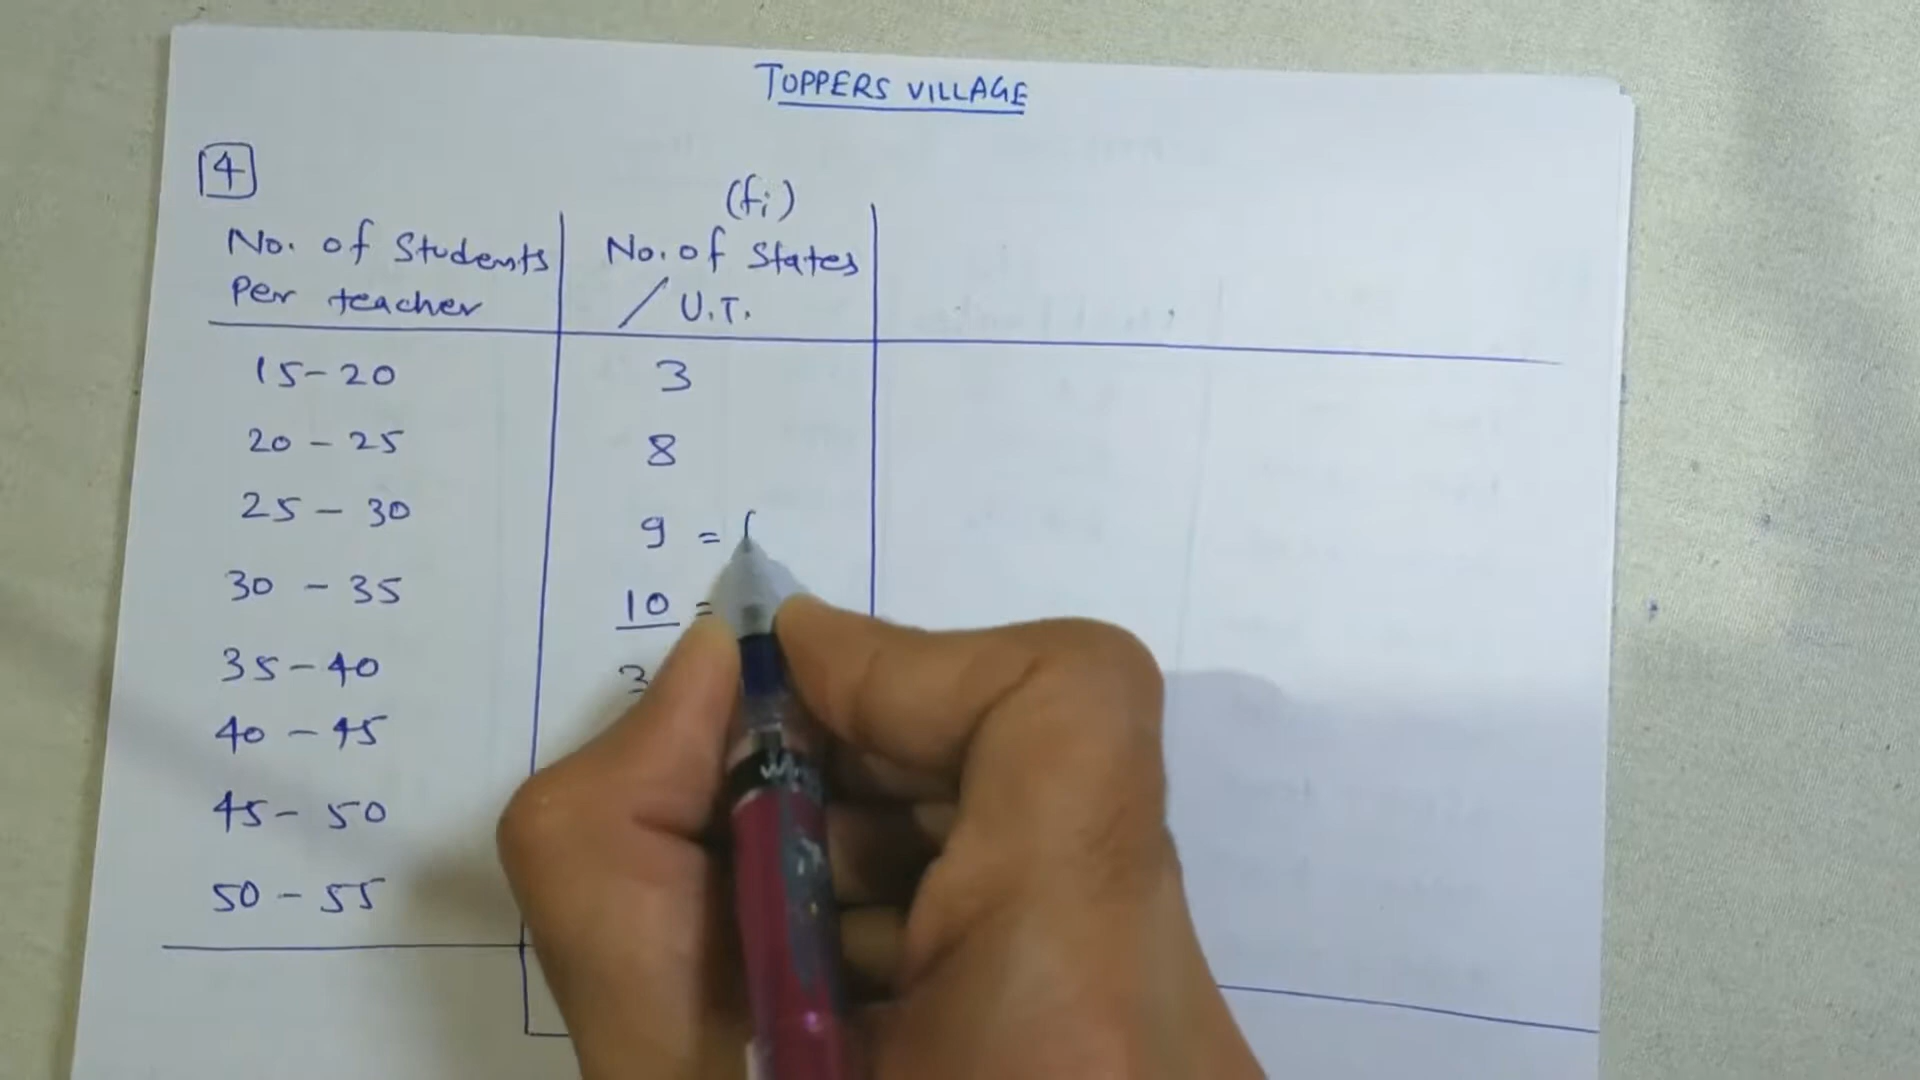 TOPPERS VILLAGE
4
(fi)
No. of Students No. of States
Per teacher / U.T.
15-20 3
20 - 25 8
25 - 30 9 = f
30 - 35 10 =
35-40 3
40 - 45
45- 50
50 - 55